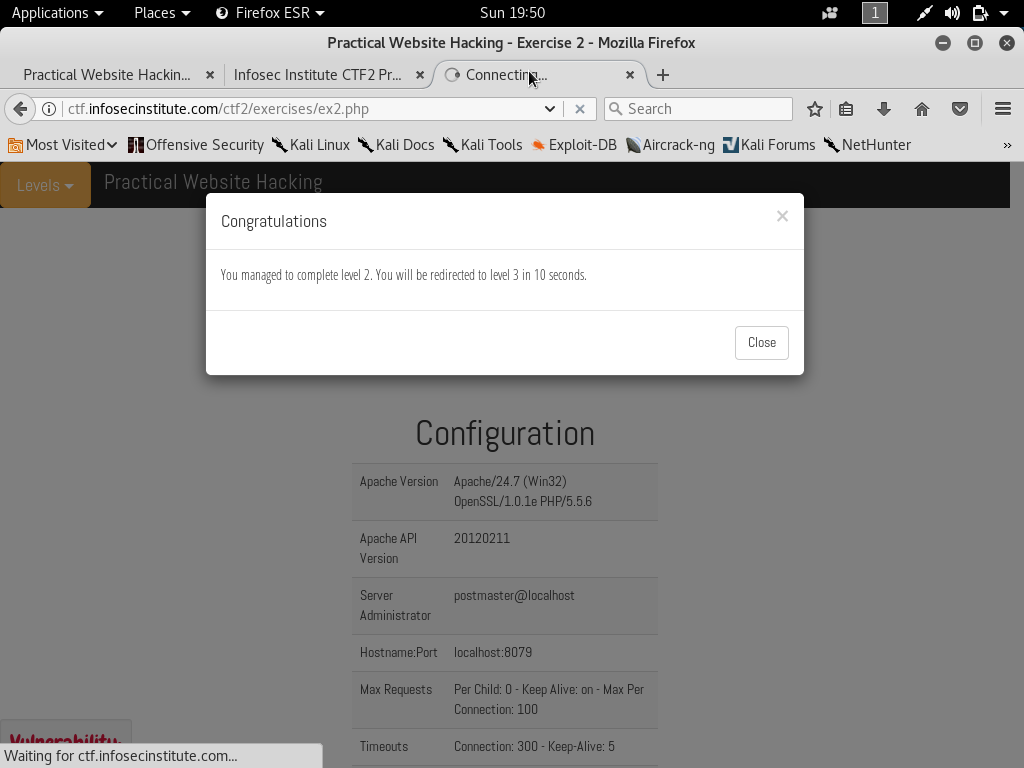 Applications Places Firefox ESR Sun 19:50 1
Practical Website Hacking - Exercise 2 - Mozilla Firefox
Practical Website Hackin... Infosec Institute CTF2 Pr... Connecting...
ctf.infosecinstitute.com/ctf2/exercises/ex2.php Search
Most Visited Offensive Security Kali Linux Kali Docs Kali Tools Exploit-DB Aircrack-ng Kali Forums NetHunter »
Levels Practical Website Hacking
Congratulations ×
You managed to complete level 2. You will be redirected to level 3 in 10 seconds.
Close
Configuration
Apache Version Apache/24.7 (Win32)
OpenSSL/1.0.1e PHP/5.5.6
Apache API 20120211
Version
Server postmaster@localhost
Administrator
Hostname:Port localhost:8079
Max Requests Per Child: 0 - Keep Alive: on - Max Per
Connection: 100
Vulnerability
Timeouts Connection: 300 - Keep-Alive: 5
Waiting for ctf.infosecinstitute.com...